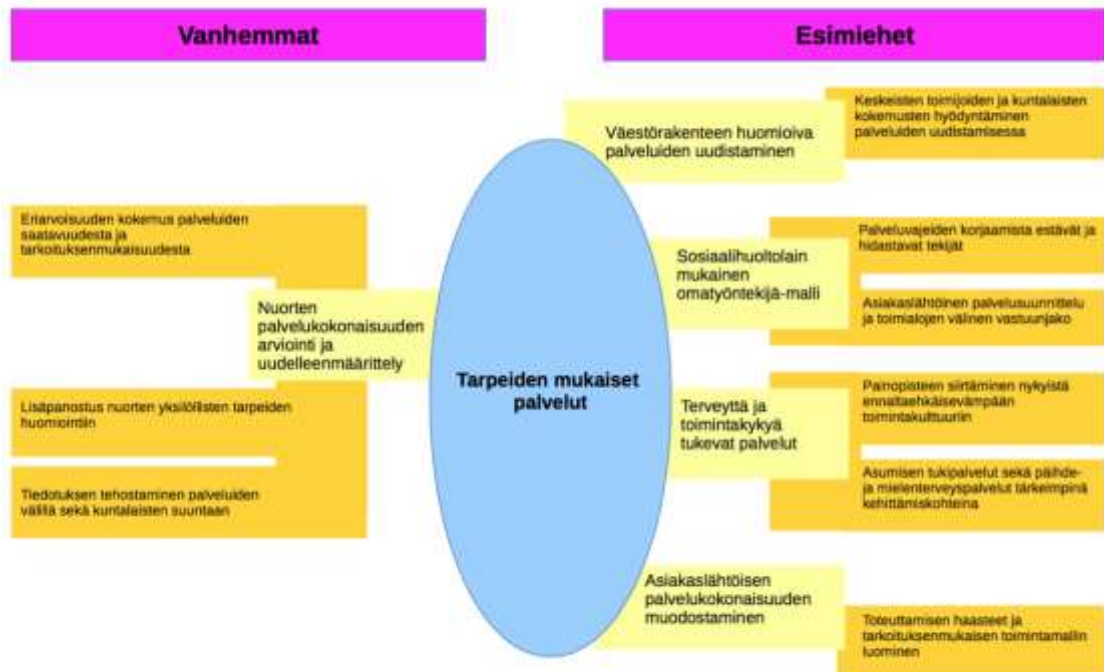 Vanhemmat
Eriarvoisuuden kokemus palveluiden
saatavuudesta ja
tarkoituksenmukaisuudesta
Nuorten
palvelukokonaisuuden
arviointi ja
uudelleenmäärittely
Lisäpanostus nuorten yksilöllisten tarpeiden
huomiointiin
Tiedotuksen tehostaminen palveluiden
välillä sekä kuntalaisten suuntaan
Tarpeiden mukaiset
palvelut
Esimiehet
Väestörakenteen huomioiva
palveluiden uudistaminen
Keskeisten toimijoiden ja kuntalaisten
kokemusten hyödyntäminen
palveluiden uudistamisessa
Sosiaalihuoltolain
mukainen
omatyöntekijä-malli
Palveluvajeiden korjaamista estävät ja
hidastavat tekijät
Asiakaslähtöinen palvelusuunnittelu
ja toimialojen välinen vastuunjako
Terveyttä ja
toimintakykyä
tukevat palvelut
Painopisteen siirtäminen nykyistä
ennaltaehkäisevämpään
toimintakulttuuriin
Asumisen tukipalvelut sekä päihde-
ja mielenterveyspalvelut tärkeimpinä
kehittämiskohteina
Asiakaslähtöisen
palvelukokonaisuuden
muodostaminen
Toteuttamisen haasteet ja
tarkoituksenmukaisen toimintamallin
luominen